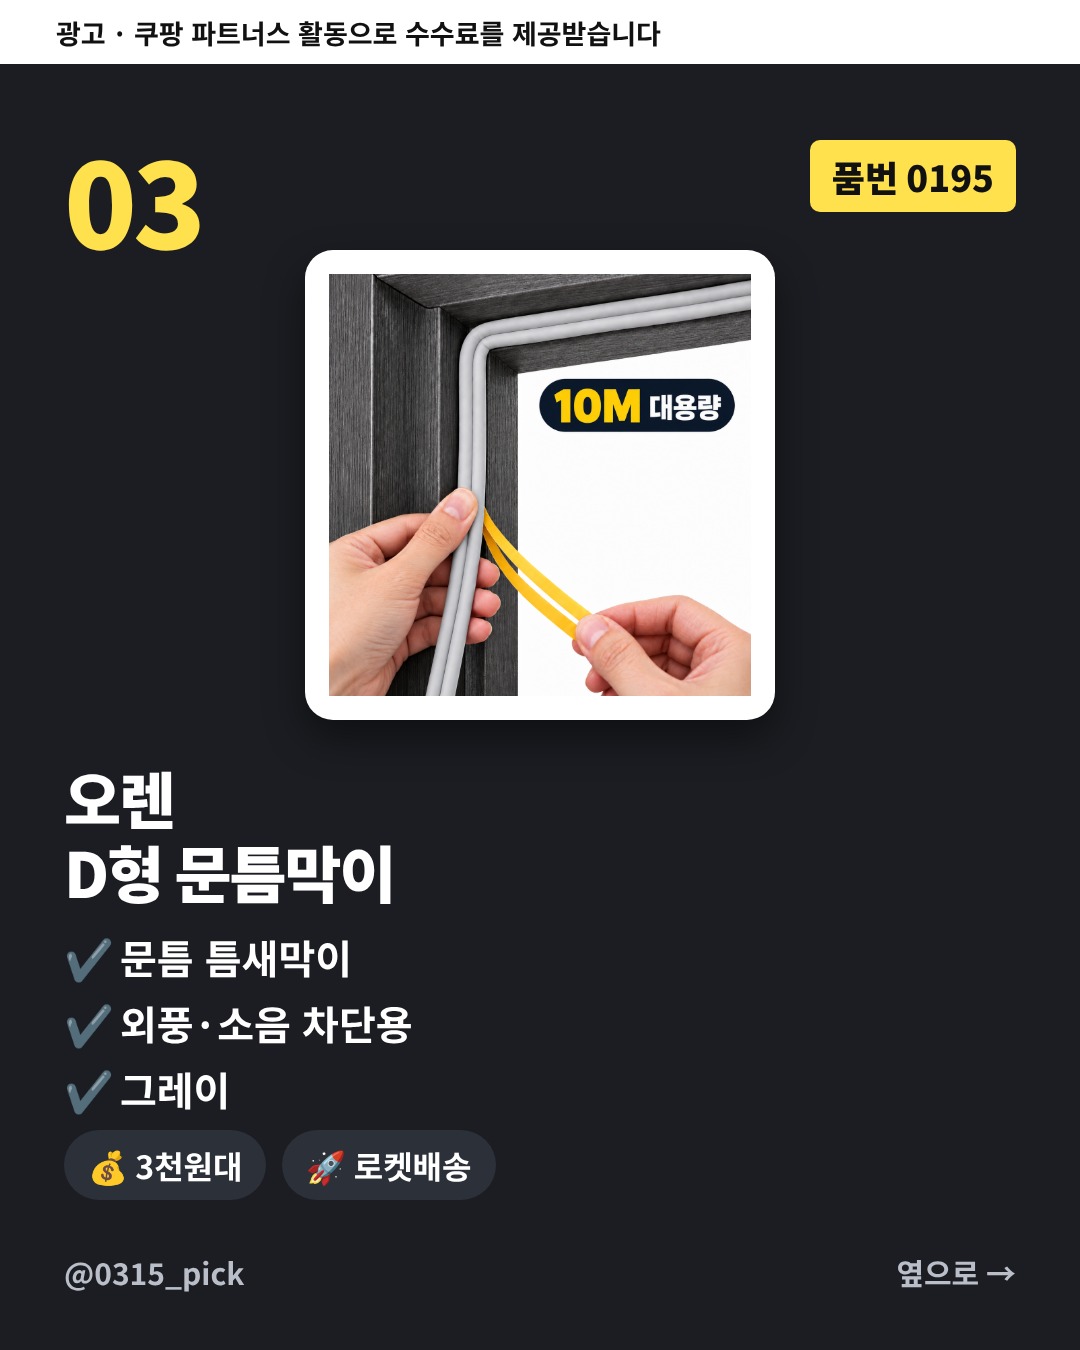 광고 · 쿠팡 파트너스 활동으로 수수료를 제공받습니다
03
품번 0195
10M 대용량
오렌
D형 문틈막이
✔️ 문틈 틈새막이
✔️ 외풍·소음 차단용
✔️ 그레이
💰 3천원대
🚀 로켓배송
@0315_pick
옆으로 →